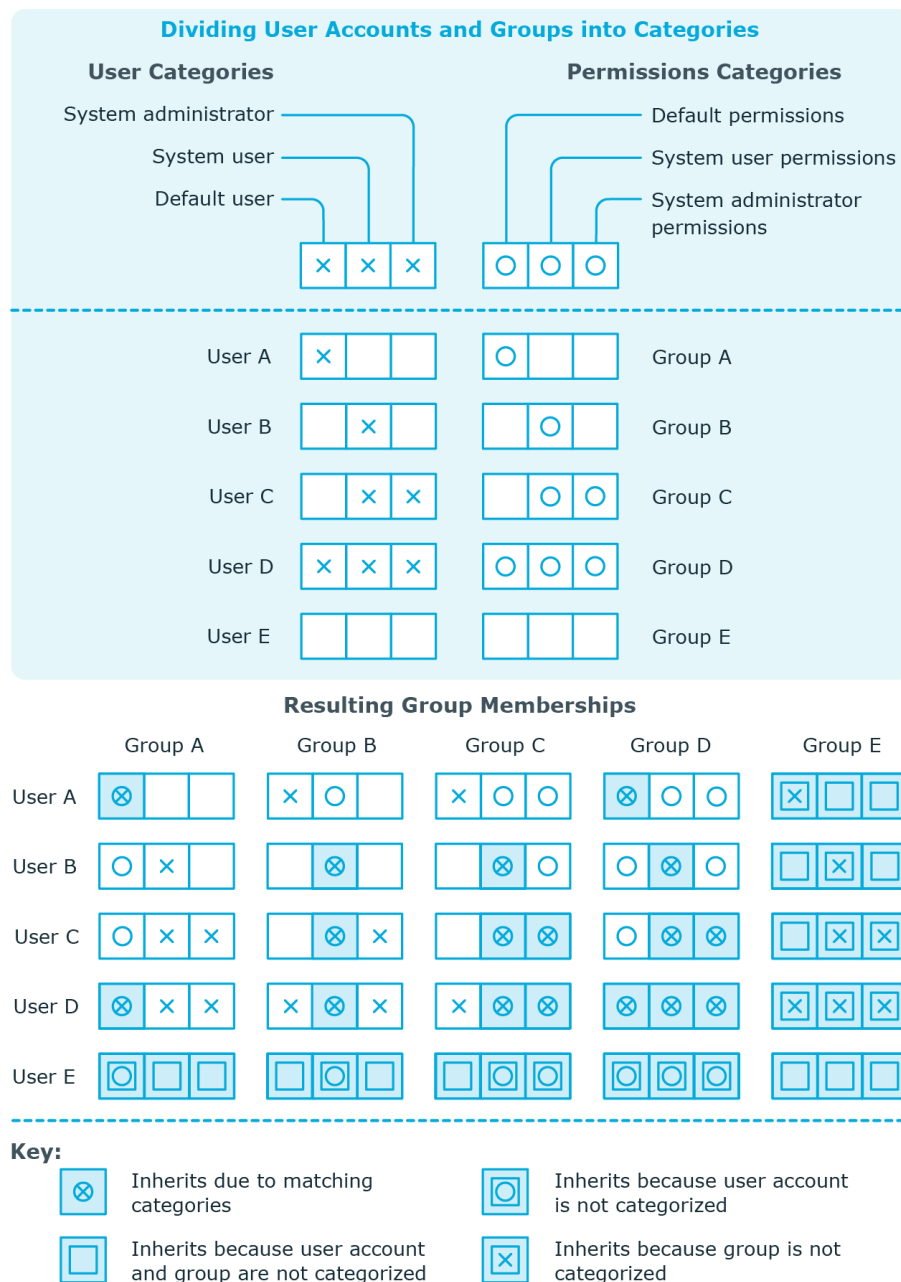 Dividing User Accounts and Groups into Categories
User Categories
Permissions Categories
System administrator
System user
Default user
Default permissions
System user permissions
System administrator
permissions
User A
Group A
User B
Group B
User C
Group C
User D
Group D
User E
Group E
Resulting Group Memberships
Group A
Group B
Group C
Group D
Group E
User A
User B
User C
User D
User E
Key:
Inherits due to matching
categories
Inherits because user account
is not categorized
Inherits because user account
and group are not categorized
Inherits because group is not
categorized